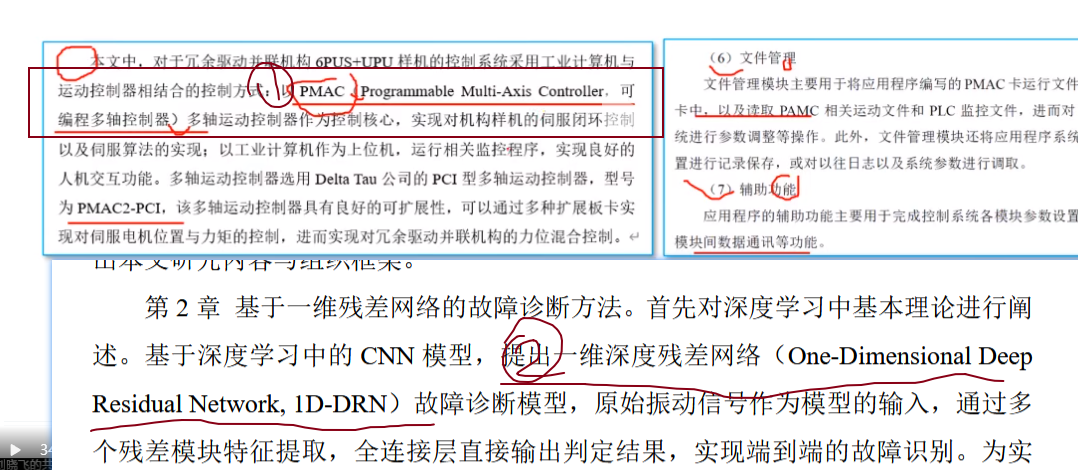 本文中，对于冗余驱动并联机构 6PUS+UPU 样机的控制系统采用工业计算机与
运动控制器相结合的控制方式：以 PMAC（Programmable Multi-Axis Controller，可
编程多轴控制器）多轴运动控制器作为控制核心，实现对机构样机的伺服闭环控制
以及伺服算法的实现；以工业计算机作为上位机，运行相关监控程序，实现良好的
人机交互功能。多轴运动控制器选用 Delta Tau 公司的 PCI 型多轴运动控制器，型号
为 PMAC2-PCI，该多轴运动控制器具有良好的可扩展性，可以通过多种扩展板卡实
现对伺服电机位置与力矩的控制，进而实现对冗余驱动并联机构的力位混合控制。
①
（6）文件管理
文件管理模块主要用于将应用程序编写的 PMAC 卡运行文件
卡中，以及读取 PAMC 相关运动文件和 PLC 监控文件，进而对
统进行参数调整等操作。此外，文件管理模块还将应用程序系统
置进行记录保存，或对以往日志以及系统参数进行调取。
（7）辅助功能
应用程序的辅助功能主要用于完成控制系统各模块参数设置
模块间数据通讯等功能。
出本文研究内容与组织框架。
第 2 章 基于一维残差网络的故障诊断方法。首先对深度学习中基本理论进行阐
述。基于深度学习中的 CNN 模型，提出一维深度残差网络（One-Dimensional Deep
②
Residual Network, 1D-DRN）故障诊断模型，原始振动信号作为模型的输入，通过多
个残差模块特征提取，全连接层直接输出判定结果，实现端到端的故障识别。为实